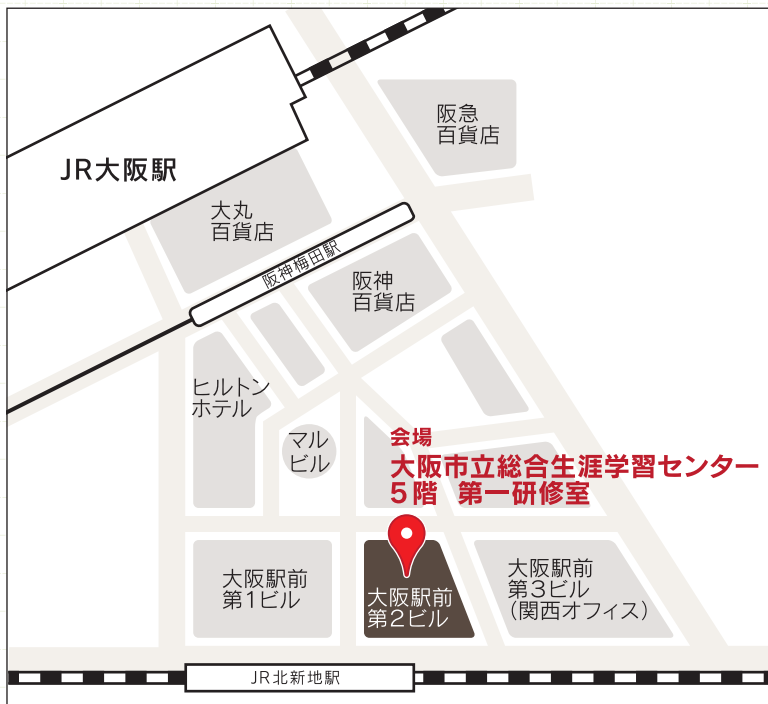 阪急
百貨店
JR大阪駅
大丸
百貨店
阪神梅田駅
阪神
百貨店
ヒルトン
ホテル
マル
ビル
会場
大阪市立総合生涯学習センター
5階 第一研修室
大阪駅前
第1ビル
大阪駅前
第2ビル
大阪駅前
第3ビル
(関西オフィス)
JR北新地駅